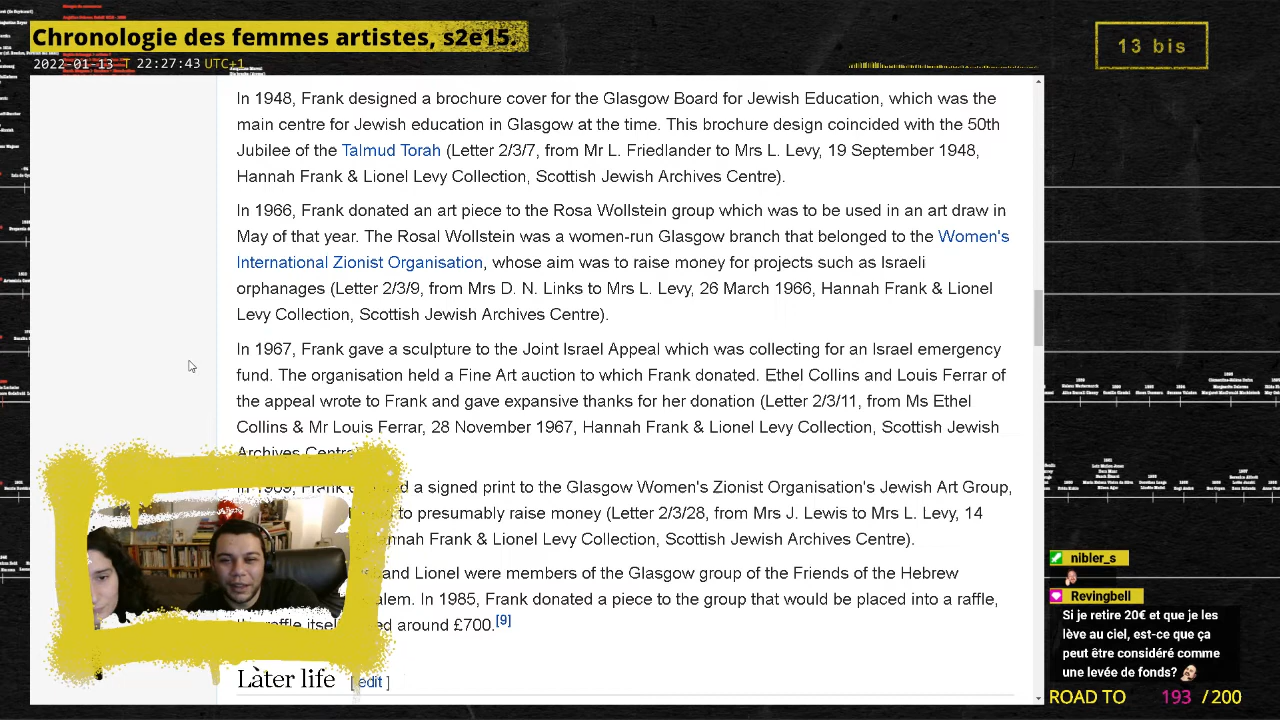 Chronologie des femmes artistes, s2e15
2022-01-13 T 22:27:43 UTC+1
13 bis
In 1948, Frank designed a brochure cover for the Glasgow Board for Jewish Education, which was the
main centre for Jewish education in Glasgow at the time. This brochure design coincided with the 50th
Jubilee of the Talmud Torah (Letter 2/3/7, from Mr L. Friedlander to Mrs L. Levy, 19 September 1948,
Hannah Frank & Lionel Levy Collection, Scottish Jewish Archives Centre).
In 1966, Frank donated an art piece to the Rosa Wollstein group which was to be used in an art draw in
May of that year. The Rosal Wollstein was a women-run Glasgow branch that belonged to the Women's
International Zionist Organisation, whose aim was to raise money for projects such as Israeli
orphanages (Letter 2/3/9, from Mrs D. N. Links to Mrs L. Levy, 26 March 1966, Hannah Frank & Lionel
Levy Collection, Scottish Jewish Archives Centre).
In 1967, Frank gave a sculpture to the Joint Israel Appeal which was collecting for an Israel emergency
fund. The organisation held a Fine Art auction to which Frank donated. Ethel Collins and Louis Ferrar of
the appeal wrote to Frank and gave expansive thanks for her donation (Letter 2/3/11, from Ms Ethel
Collins & Mr Louis Ferrar, 28 November 1967, Hannah Frank & Lionel Levy Collection, Scottish Jewish
Archives Centre
a signed print to the Glasgow Women's Zionist Organisation's Jewish Art Group,
to presumably raise money (Letter 2/3/28, from Mrs J. Lewis to Mrs L. Levy, 14
Frank & Lionel Levy Collection, Scottish Jewish Archives Centre).
and Lionel were members of the Glasgow group of the Friends of the Hebrew
In 1985, Frank donated a piece to the group that would be placed into a raffle,
raffle around £700.[9]
Later life [ edit ]
nibler_s
Revingbell
Si je retire 20€ et que je les
lève au ciel, est-ce que ça
peut être considéré comme
une levée de fonds?
ROAD TO 193 / 200